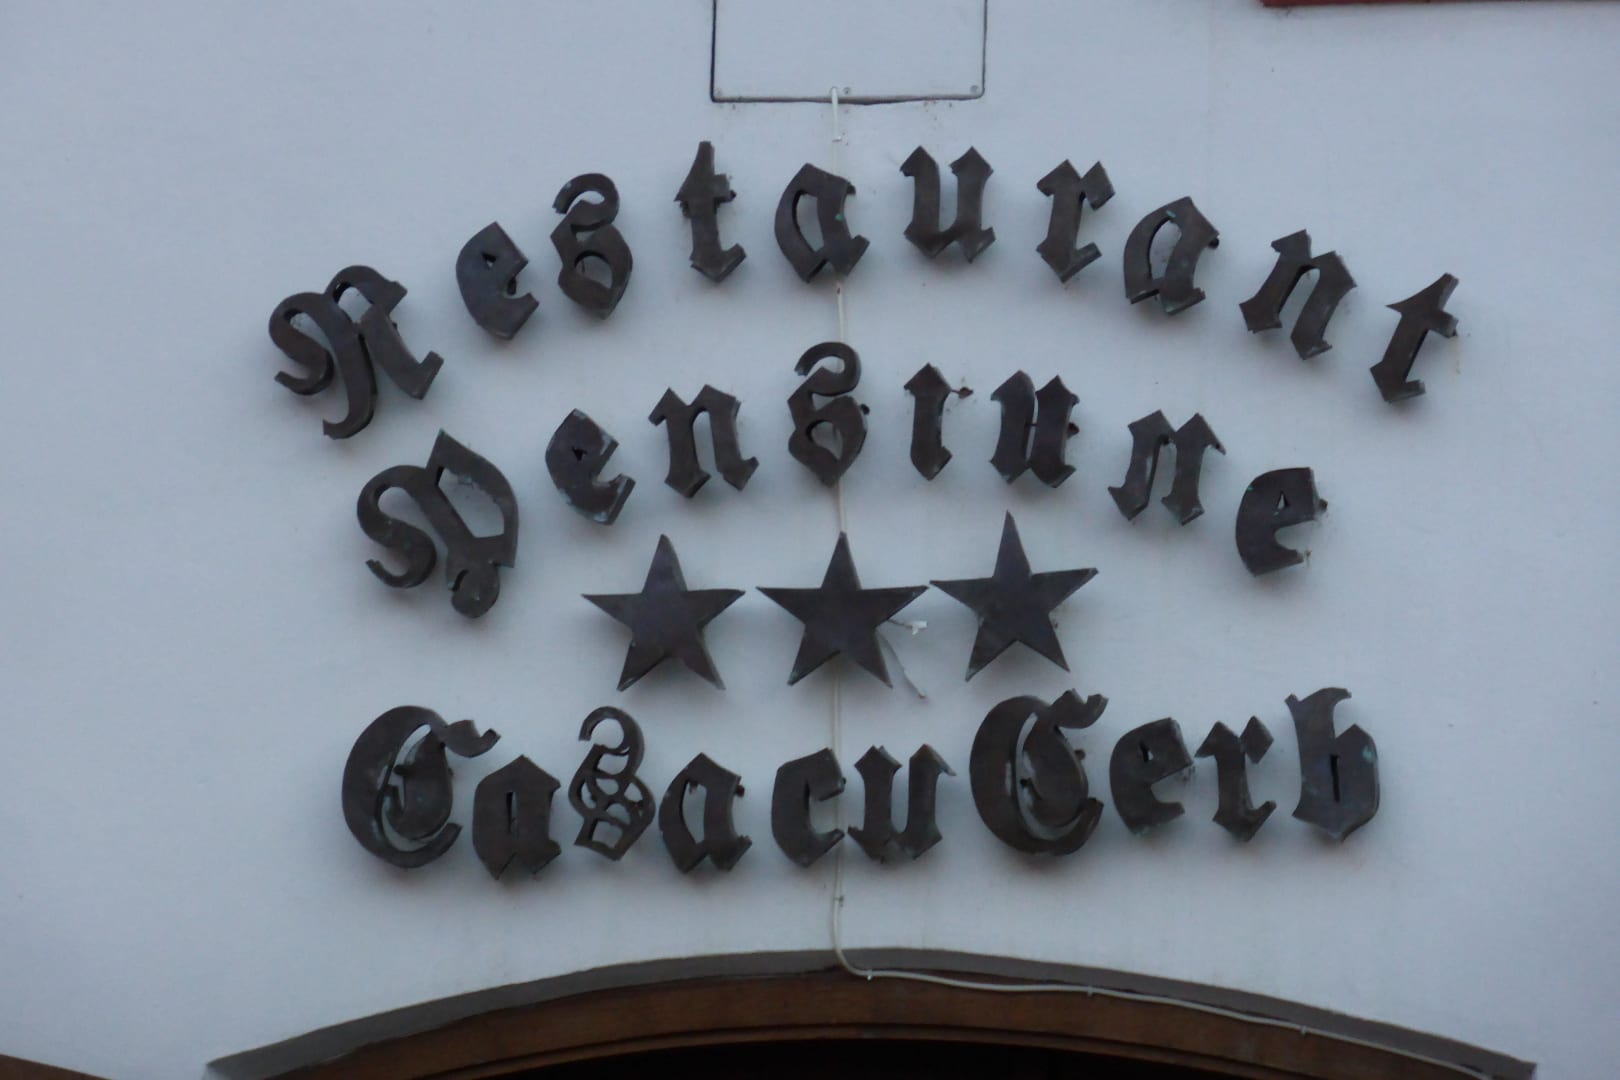 Restaurant
Pensiune
Casa cu Cerb